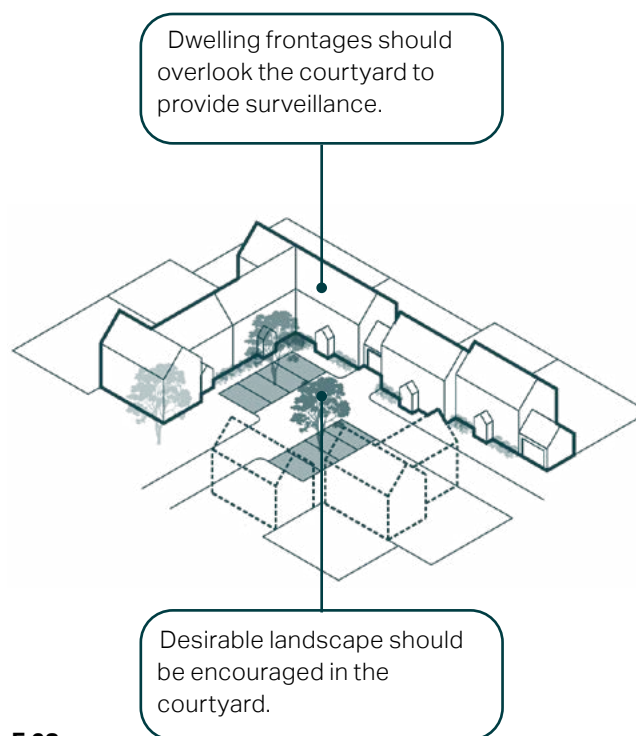 Dwelling frontages should
overlook the courtyard to
provide surveillance.
Desirable landscape should
be encouraged in the
courtyard.